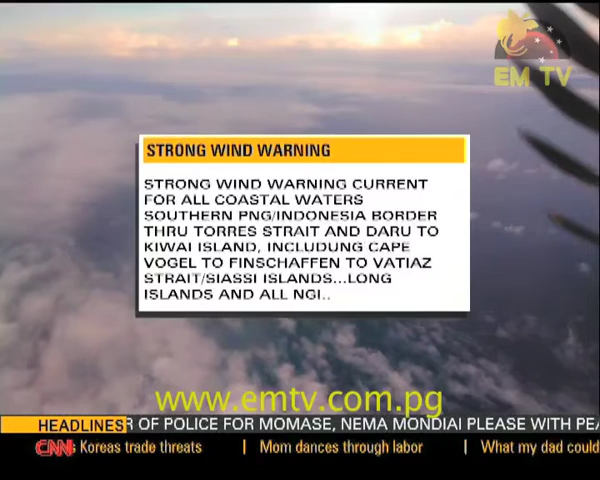 EM TV
STRONG WIND WARNING
STRONG WIND WARNING CURRENT
FOR ALL COASTAL WATERS
SOUTHERN PNG/INDONESIA BORDER
THRU TORRES STRAIT AND DARU TO
KIWAI ISLAND, INCLUDUNG CAPE
VOGEL TO FINSCHAFFEN TO VATIAZ
STRAIT/SIASSI ISLANDS...LONG
ISLANDS AND ALL NGI..
www.emtv.com.pg
HEADLINES R OF POLICE FOR MOMASE, NEMA MONDIAI PLEASE WITH PEA
CNN s Koreas trade threats | Mom dances through labor | What my dad could